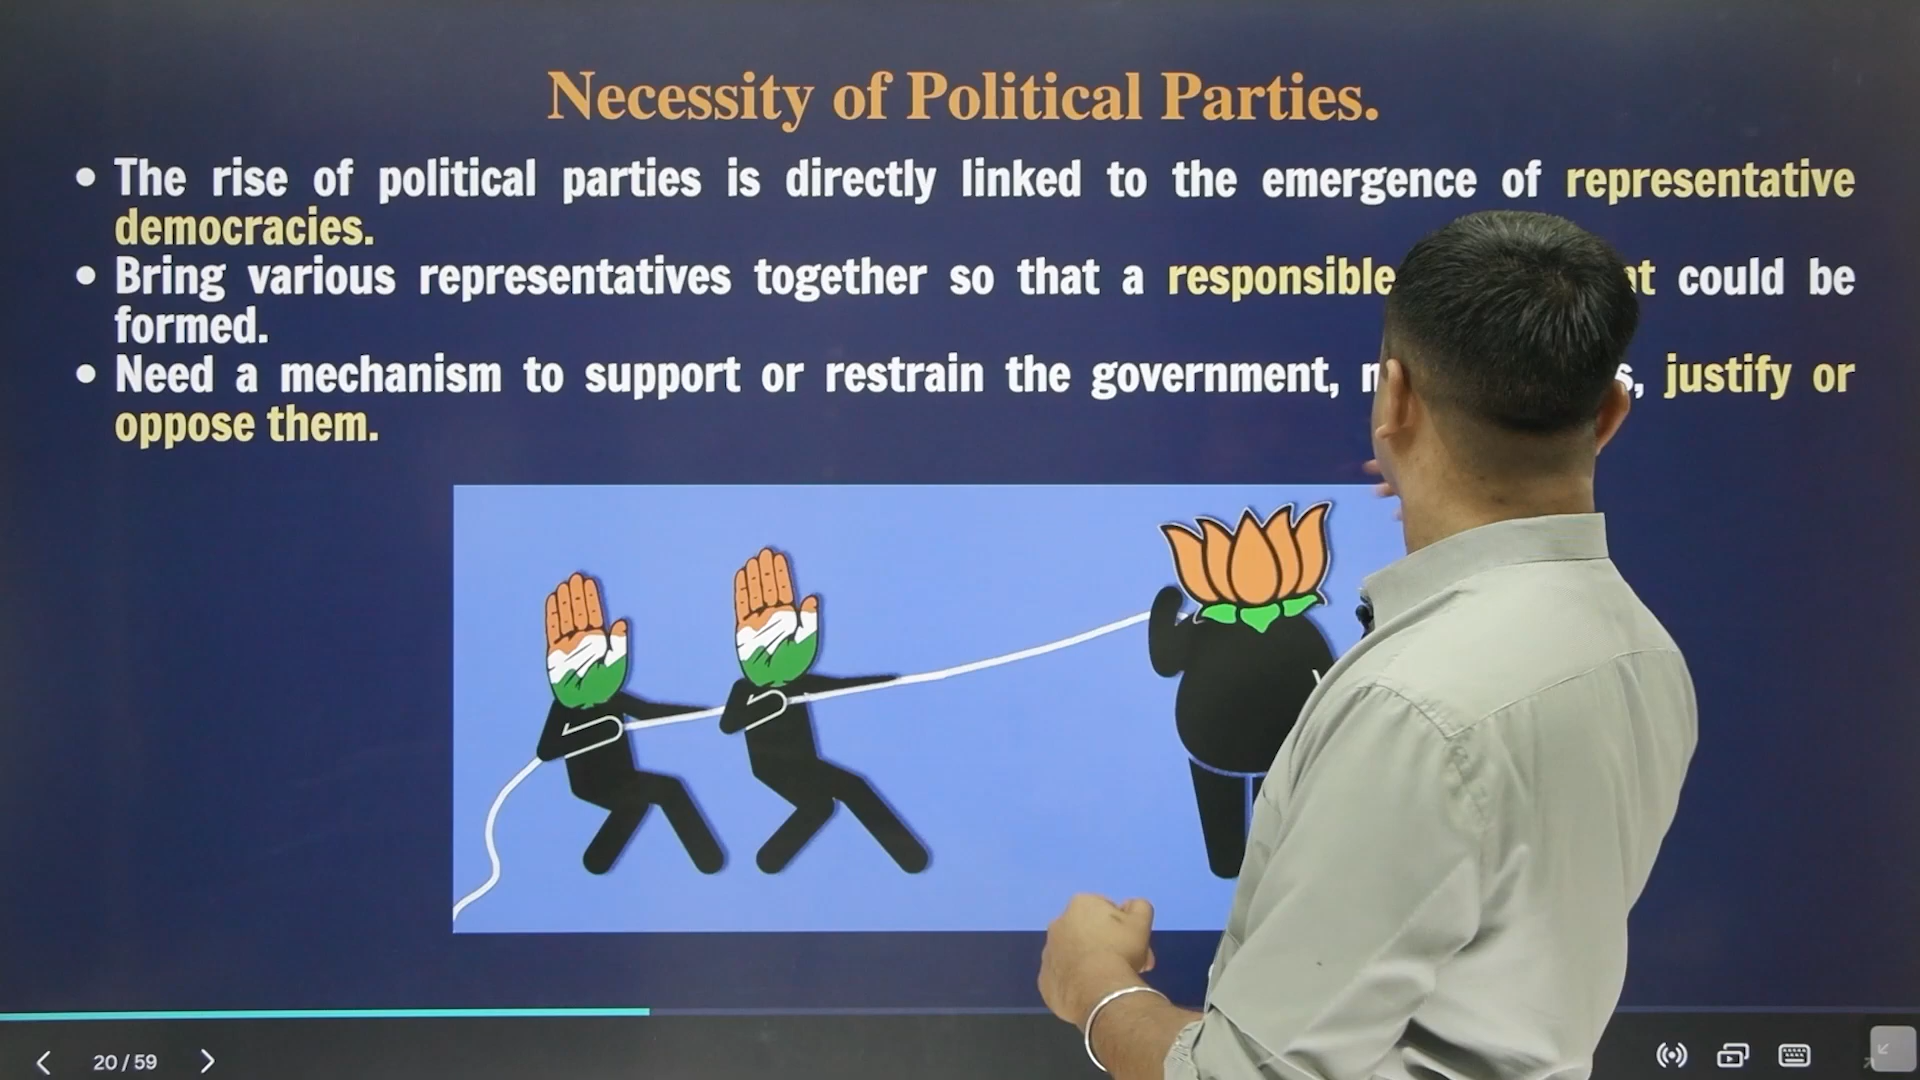 Necessity of Political Parties.
• The rise of political parties is directly linked to the emergence of representative
democracies.
• Bring various representatives together so that a responsible could be
formed.
• Need a mechanism to support or restrain the government, justify or
oppose them.
20 / 59